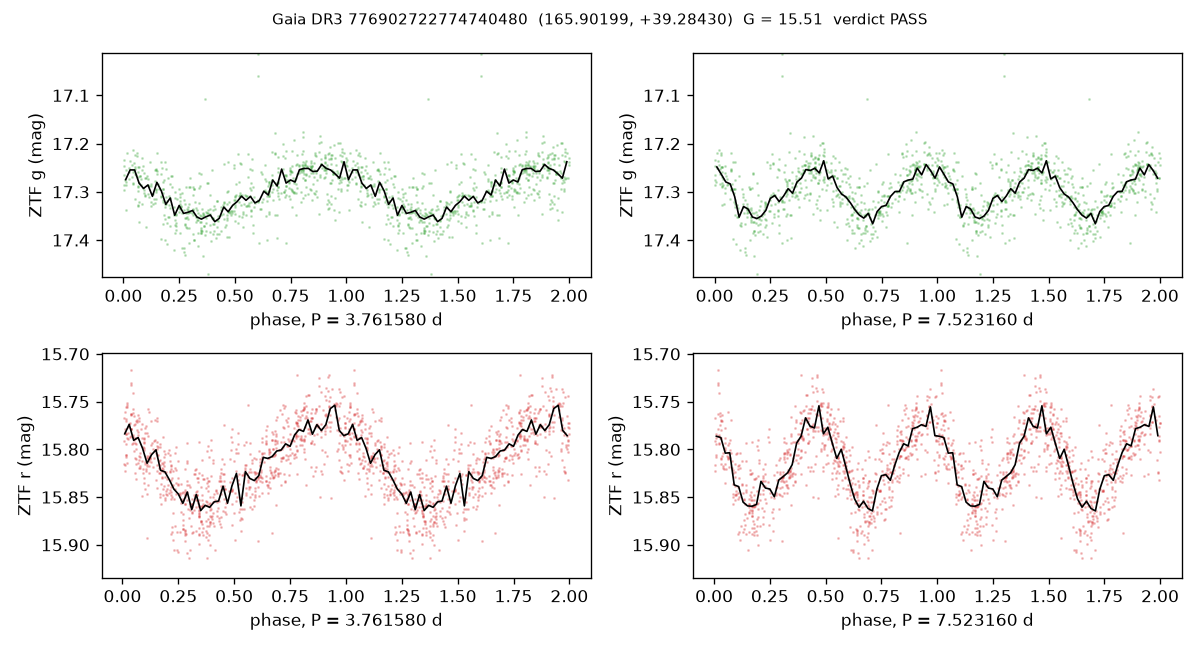 Gaia DR3 776902722774740480 (165.90199, +39.28430) G = 15.51 verdict PASS
ZTF g (mag)
17.1
17.2
17.3
17.4
0.00 0.25 0.50 0.75 1.00 1.25 1.50 1.75 2.00
phase, P = 3.761580 d
ZTF g (mag)
17.1
17.2
17.3
17.4
0.00 0.25 0.50 0.75 1.00 1.25 1.50 1.75 2.00
phase, P = 7.523160 d
ZTF r (mag)
15.70
15.75
15.80
15.85
15.90
0.00 0.25 0.50 0.75 1.00 1.25 1.50 1.75 2.00
phase, P = 3.761580 d
ZTF r (mag)
15.70
15.75
15.80
15.85
15.90
0.00 0.25 0.50 0.75 1.00 1.25 1.50 1.75 2.00
phase, P = 7.523160 d